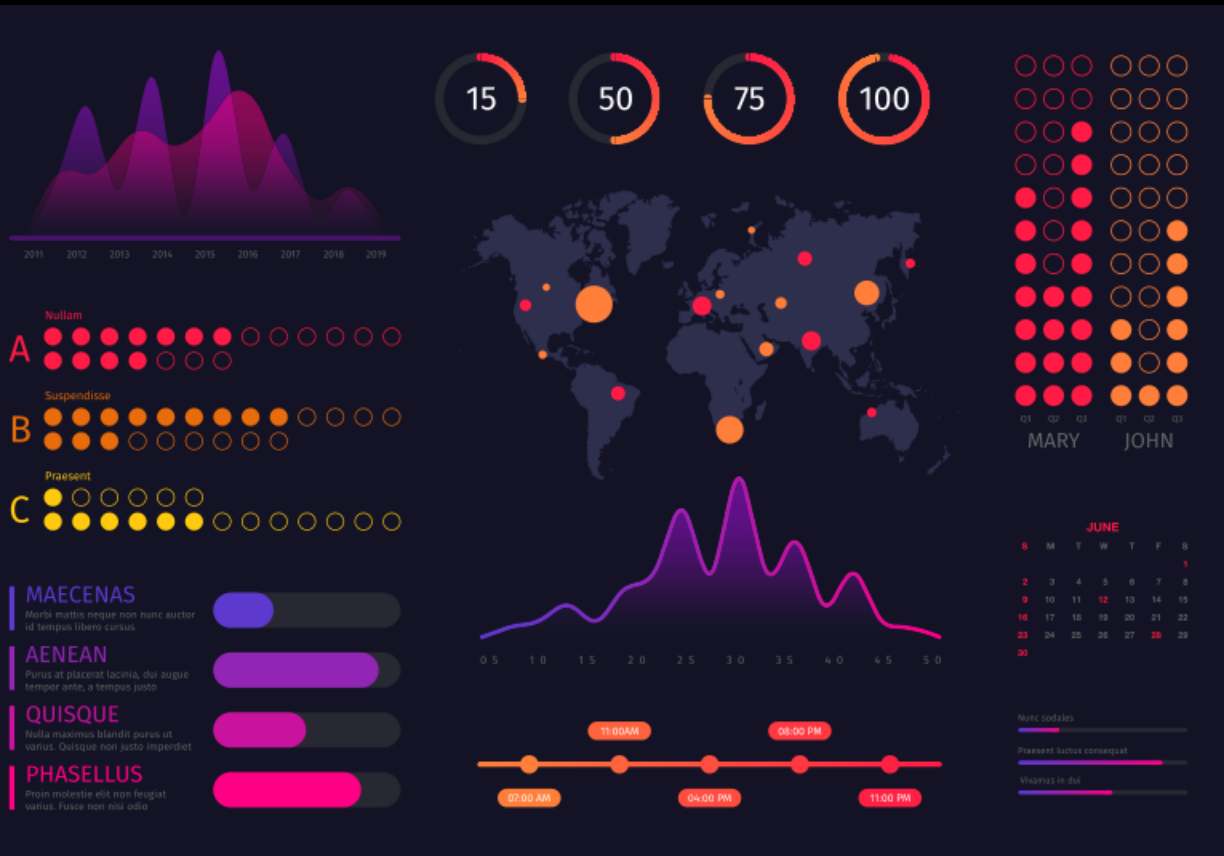 2011 2012 2013 2014 2015 2016 2017 2018 2019
Nullam
A
Suspendisse
B
Praesent
C
MAECENAS
Morbi mattis neque non nunc auctor
id tempus libero cursus
AENEAN
Purus at placerat lacinia, dui augue
tempor ante, a tempus justo
QUISQUE
Nulla maximus blandit purus ut
varius. Quisque non justo imperdiet
PHASELLUS
Proin molestie elit non feugiat
varius. Fusce non nisi odio
15 50 75 100
05 10 15 20 25 30 35 40 45 50
11:00AM 08:00 PM
07:00 AM 04:00 PM 11:00 PM
Q1 Q2 Q3 Q1 Q2 Q3
MARY JOHN
JUNE
S M T W T F S
1
2 3 4 5 6 7 8
9 10 11 12 13 14 15
16 17 18 19 20 21 22
23 24 25 26 27 28 29
30
Nunc sodales
Praesent luctus consequat
Vivamus in dui